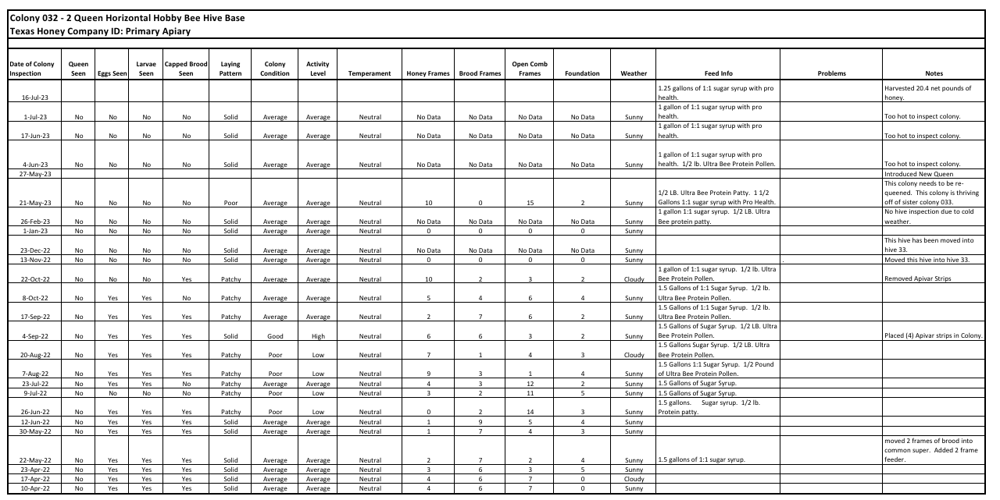 Colony 032 - 2 Queen Horizontal Hobby Bee Hive Base
Texas Honey Company ID: Primary Apiary
Date of Colony Inspection Queen Seen Eggs Seen Larvae Seen Capped Brood Seen Laying Pattern Colony Condition Activity Level Temperament Honey Frames Brood Frames Open Comb Frames Foundation Weather Feed Info Problems Notes
16-Jul-23 1.25 gallons of 1:1 sugar syrup with pro health. Harvested 20.4 net pounds of honey.
1-Jul-23 No No No No Solid Average Average Neutral No Data No Data No Data No Data Sunny 1 gallon of 1:1 sugar syrup with pro health. Too hot to inspect colony.
17-Jun-23 No No No No Solid Average Average Neutral No Data No Data No Data No Data Sunny 1 gallon of 1:1 sugar syrup with pro health. Too hot to inspect colony.
4-Jun-23 No No No No Solid Average Average Neutral No Data No Data No Data No Data Sunny 1 gallon of 1:1 sugar syrup with pro health. 1/2 lb. Ultra Bee Protein Pollen. Too hot to inspect colony.
27-May-23 Introduced New Queen
21-May-23 No No No No Poor Average Average Neutral 10 0 15 2 Sunny 1/2 LB. Ultra Bee Protein Patty. 1 1/2 Gallons 1:1 sugar syrup with Pro Health. This colony needs to be re-queened. This colony is thriving off of sister colony 033.
26-Feb-23 No No No No Solid Average Average Neutral No Data No Data No Data No Data Sunny 1 gallon 1:1 sugar syrup. 1/2 LB. Ultra Bee protein patty. No hive inspection due to cold weather.
1-Jan-23 No No No No Solid Average Average Neutral 0 0 0 0 Sunny
23-Dec-22 No No No No Solid Average Average Neutral No Data No Data No Data No Data Sunny This hive has been moved into hive 33.
13-Nov-22 No No No No Solid Average Average Neutral 0 0 0 0 Sunny . Moved this hive into hive 33.
22-Oct-22 No No No Yes Patchy Average Average Neutral 10 2 3 2 Cloudy 1 gallon of 1:1 sugar syrup. 1/2 lb. Ultra Bee Protein Pollen. Removed Apivar Strips
8-Oct-22 No Yes Yes No Patchy Average Average Neutral 5 4 6 4 Sunny 1.5 Gallons of 1:1 Sugar Syrup. 1/2 lb. Ultra Bee Protein Pollen.
17-Sep-22 No Yes Yes Yes Patchy Average Average Neutral 2 7 6 2 Sunny 1.5 Gallons of 1:1 Sugar Syrup. 1/2 lb. Ultra Bee Protein Pollen.
4-Sep-22 No Yes Yes Yes Solid Good High Neutral 6 6 3 2 Sunny 1.5 Gallons of Sugar Syrup. 1/2 LB. Ultra Bee Protein Pollen. Placed (4) Apivar strips in Colony.
20-Aug-22 No Yes Yes Yes Patchy Poor Low Neutral 7 1 4 3 Cloudy 1.5 Gallons Sugar Syrup. 1/2 LB. Ultra Bee Protein Pollen.
7-Aug-22 No Yes Yes Yes Patchy Poor Low Neutral 9 3 1 4 Sunny 1.5 Gallons 1:1 Sugar Syrup. 1/2 Pound of Ultra Bee Protein Pollen.
23-Jul-22 No Yes Yes No Patchy Average Average Neutral 4 3 12 2 Sunny 1.5 Gallons of Sugar Syrup.
9-Jul-22 No No No No Patchy Poor Low Neutral 3 2 11 5 Sunny 1.5 Gallons of Sugar Syrup.
26-Jun-22 No Yes Yes Yes Patchy Poor Low Neutral 0 2 14 3 Sunny 1.5 gallons. Sugar syrup. 1/2 lb. Protein patty.
12-Jun-22 No Yes Yes Yes Solid Average Average Neutral 1 9 5 4 Sunny
30-May-22 No Yes Yes Yes Solid Average Average Neutral 1 7 4 3 Sunny
22-May-22 No Yes Yes Yes Solid Average Average Neutral 2 7 2 4 Sunny 1.5 gallons of 1:1 sugar syrup. moved 2 frames of brood into common super. Added 2 frame feeder.
23-Apr-22 No Yes Yes Yes Solid Average Average Neutral 3 6 3 5 Sunny
17-Apr-22 No Yes Yes Yes Solid Average Average Neutral 4 6 7 0 Cloudy
10-Apr-22 No Yes Yes Yes Solid Average Average Neutral 4 6 7 0 Sunny